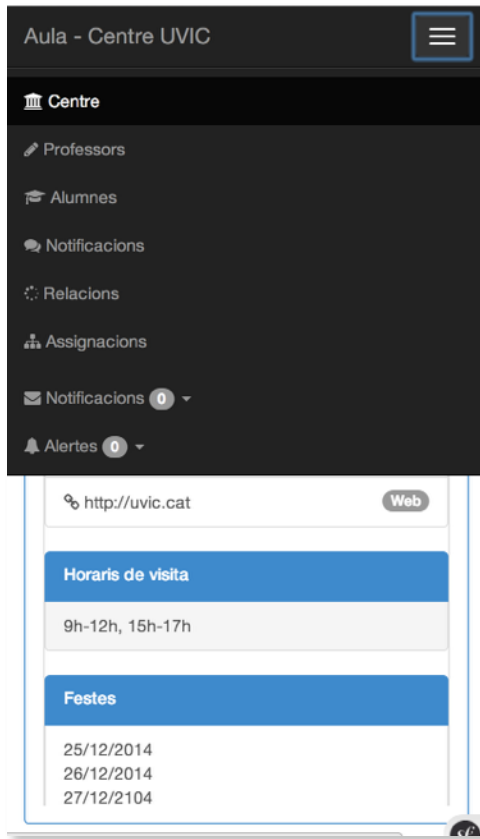 Aula - Centre UVIC
Centre
Professors
Alumnes
Notificacions
Relacions
Assignacions
Notificacions 0
Alertes 0
http://uvic.cat Web
Horaris de visita
9h-12h, 15h-17h
Festes
25/12/2014
26/12/2014
27/12/2104